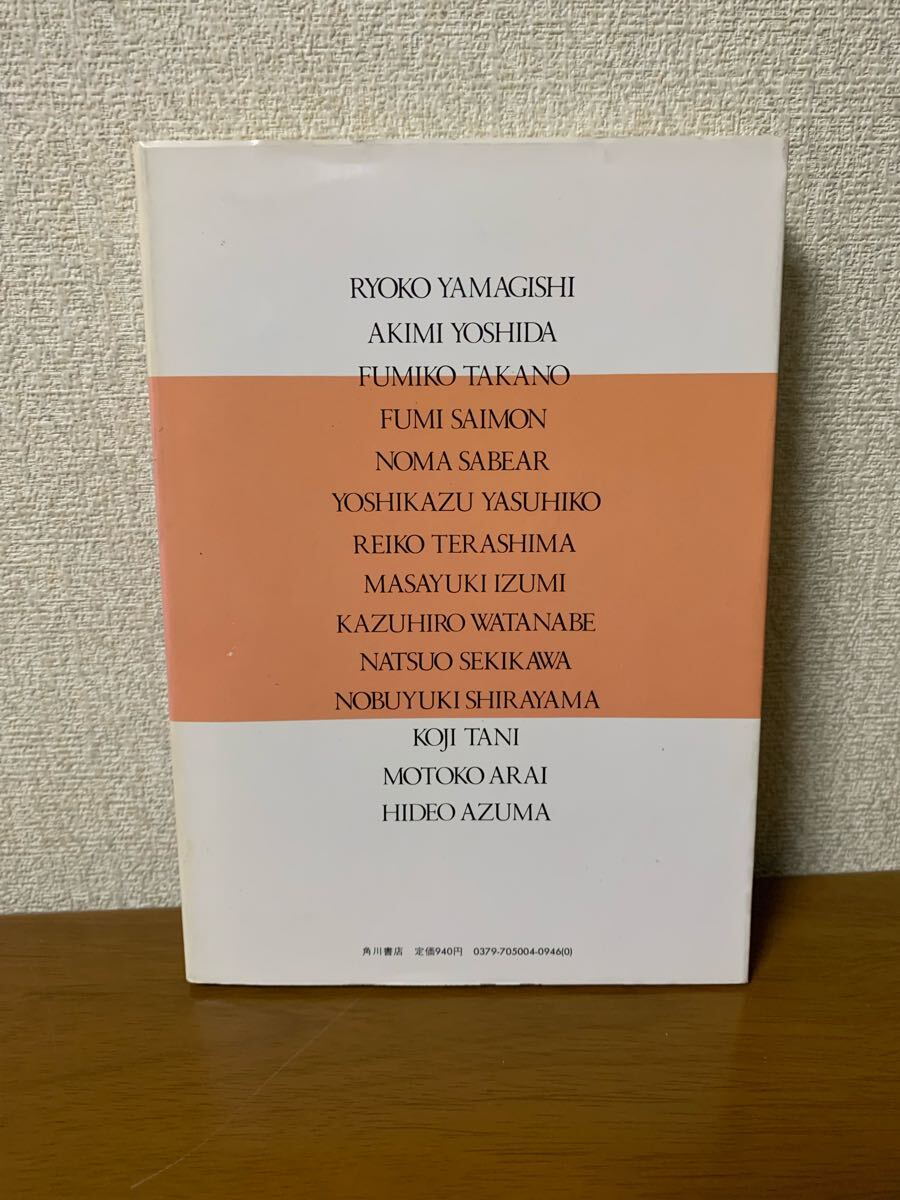 RYOKO YAMAGISHI
AKIMI YOSHIDA
FUMIKO TAKANO
FUMI SAIMON
NOMA SABEAR
YOSHIKAZU YASUHIKO
REIKO TERASHIMA
MASAYUKI IZUMI
KAZUHIRO WATANABE
NATSUO SEKIKAWA
NOBUYUKI SHIRAYAMA
KOJI TANI
MOTOKO ARAI
HIDEO AZUMA
角川書店 定価940円 0379-705004-0946(0)